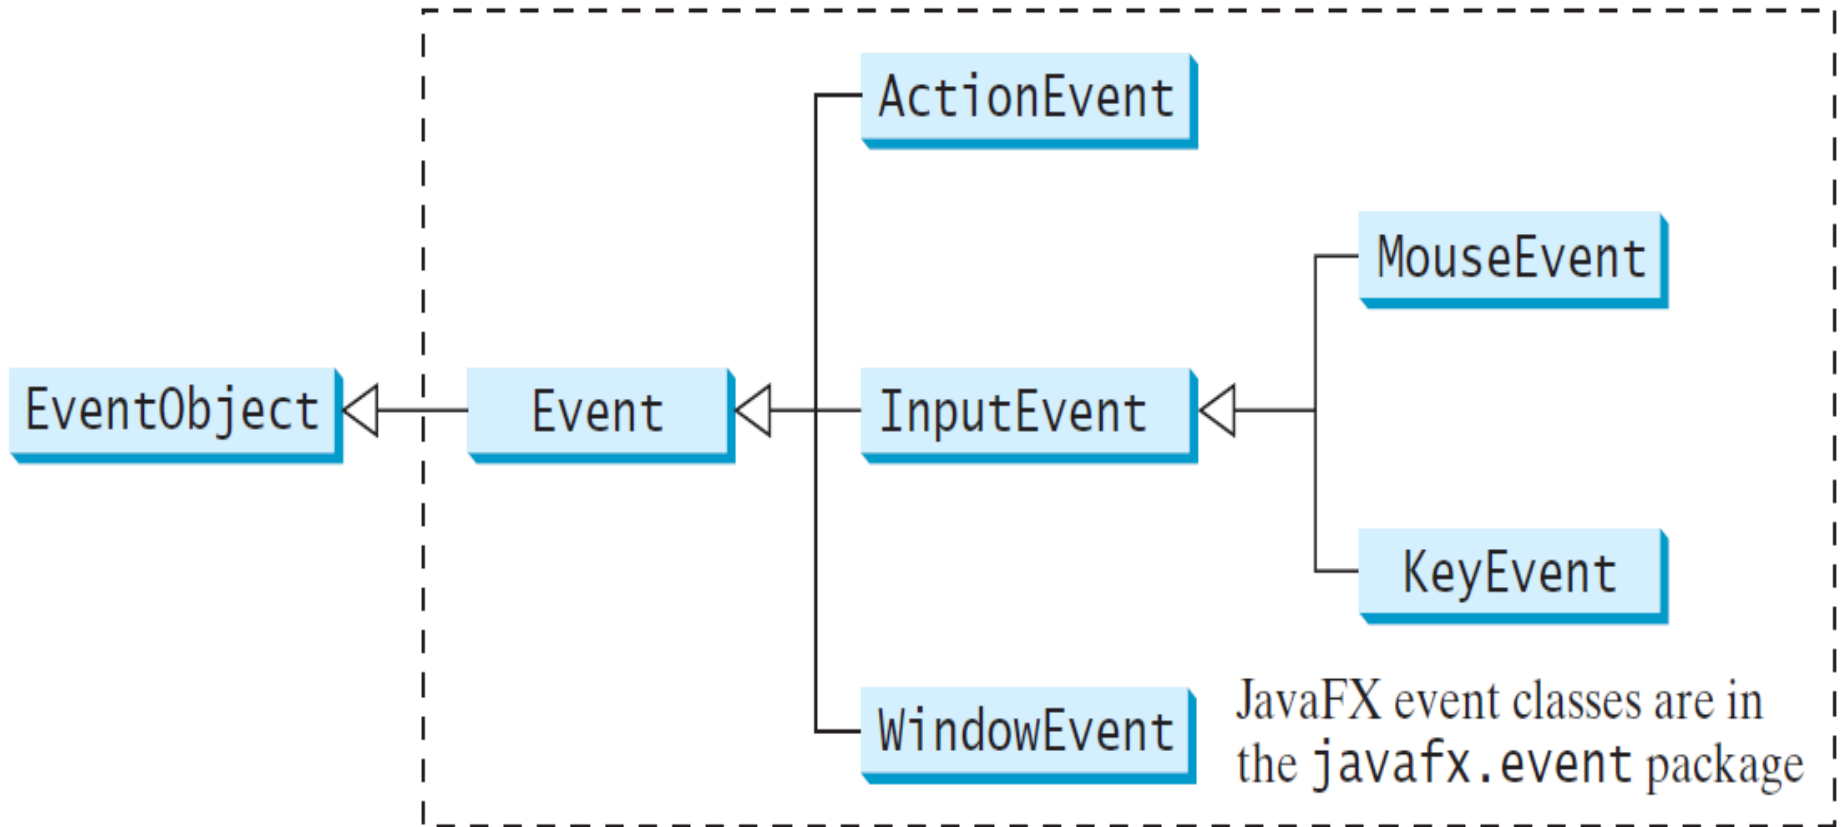 ActionEvent
MouseEvent
EventObject
Event
InputEvent
KeyEvent
WindowEvent
JavaFX event classes are in
the javafx.event package